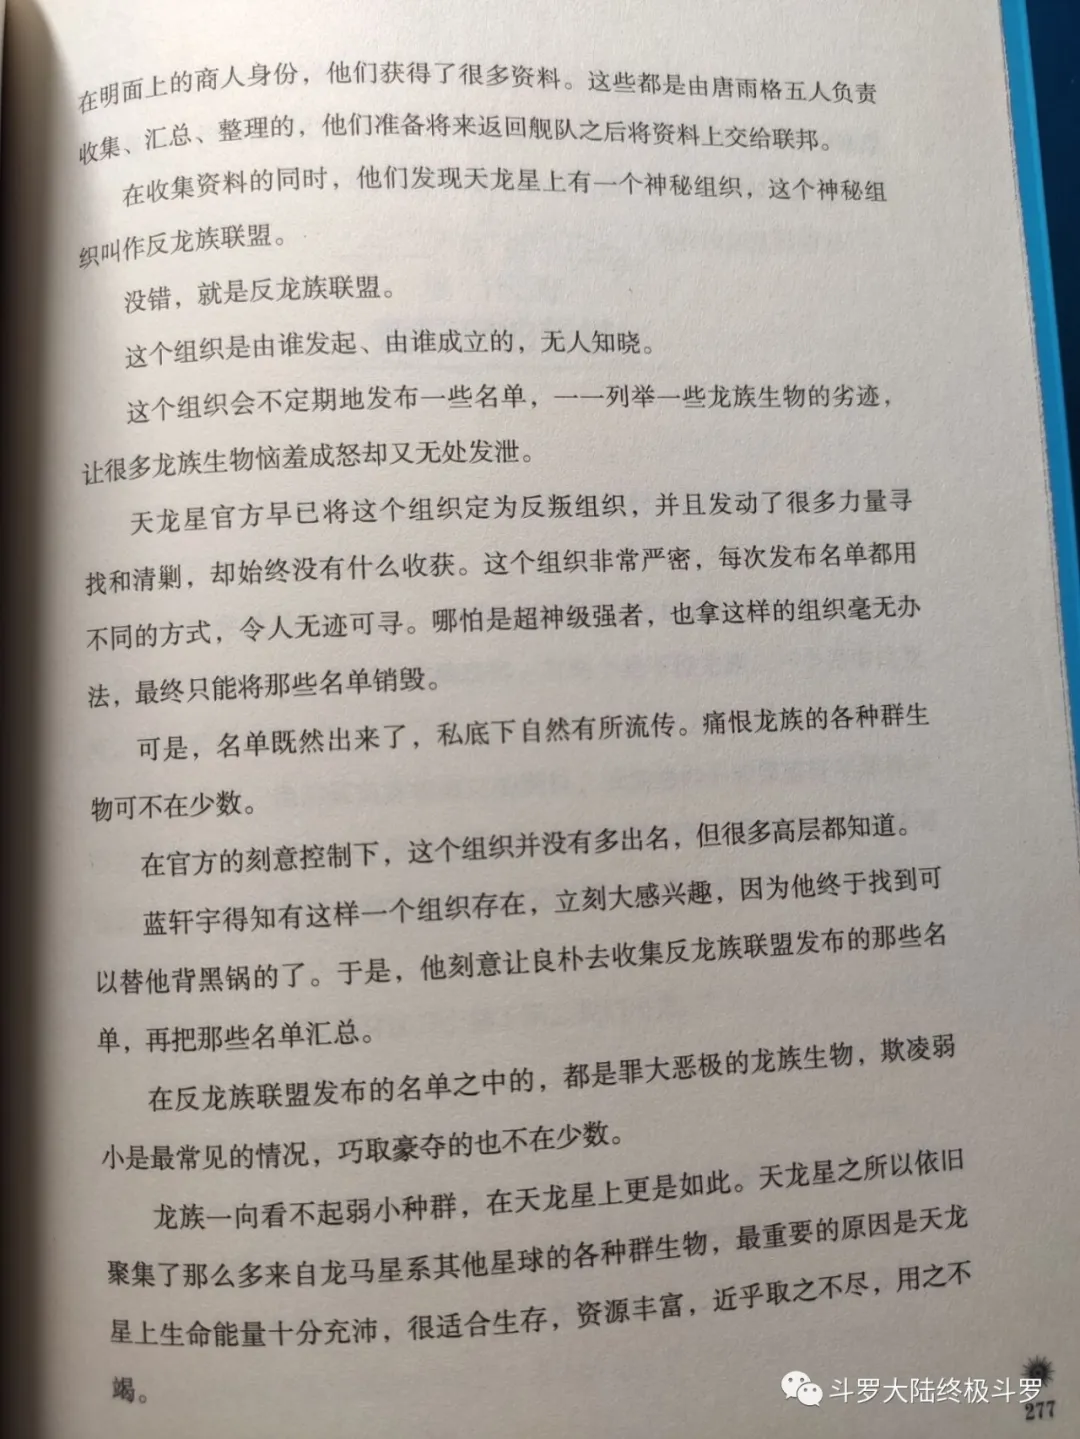 在明面上的商人身份，他们获得了很多资料。这些都是由唐雨格五人负责
收集、汇总、整理的，他们准备将来返回舰队之后将资料上交给联邦。
在收集资料的同时，他们发现天龙星上有一个神秘组织，这个神秘组
织叫作反龙族联盟。
没错，就是反龙族联盟。
这个组织是由谁发起、由谁成立的，无人知晓。
这个组织会不定期地发布一些名单，一一列举一些龙族生物的劣迹，
让很多龙族生物恼羞成怒却又无处发泄。
天龙星官方早已将这个组织定为反叛组织，并且发动了很多力量寻
找和清剿，却始终没有什么收获。这个组织非常严密，每次发布名单都用
不同的方式，令人无迹可寻。哪怕是超神级强者，也拿这样的组织毫无办
法，最终只能将那些名单销毁。
可是，名单既然出来了，私底下自然有所流传。痛恨龙族的各种群生
物可不在少数。
在官方的刻意控制下，这个组织并没有多出名，但很多高层都知道。
蓝轩宇得知有这样一个组织存在，立刻大感兴趣，因为他终于找到可
以替他背黑锅的了。于是，他刻意让良朴去收集反龙族联盟发布的那些名
单，再把那些名单汇总。
在反龙族联盟发布的名单之中的，都是罪大恶极的龙族生物，欺凌弱
小是最常见的情况，巧取豪夺的也不在少数。
龙族一向看不起弱小种群，在天龙星上更是如此。天龙星之所以依旧
聚集了那么多来自龙马星系其他星球的各种群生物，最重要的原因是天龙
星上生命能量十分充沛，很适合生存，资源丰富，近乎取之不尽，用之不
竭。
斗罗大陆终极斗罗
277